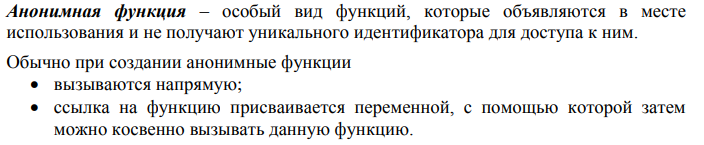 Анонимная функция – особый вид функций, которые объявляются в месте
использования и не получают уникального идентификатора для доступа к ним.
Обычно при создании анонимные функции
• вызываются напрямую;
• ссылка на функцию присваивается переменной, с помощью которой затем
можно косвенно вызывать данную функцию.